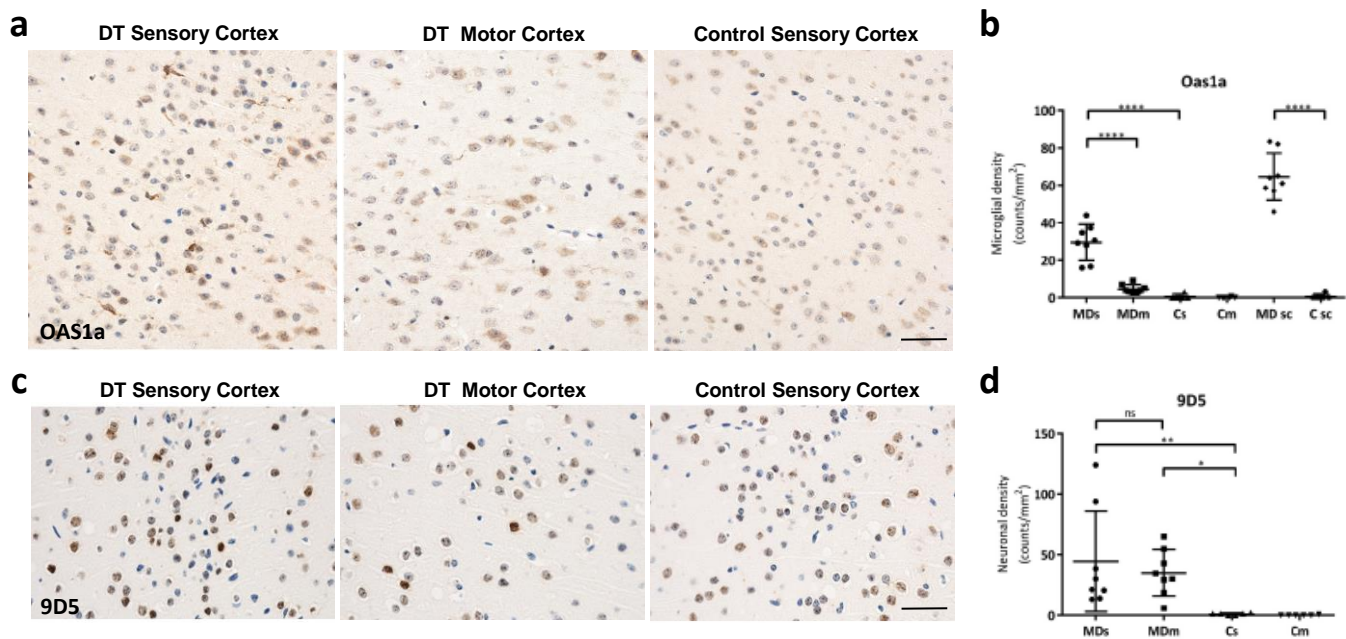 a
DT Sensory Cortex
DT Motor Cortex
Control Sensory Cortex
OAS1a
b
Oas1a
Microglial density
(counts/mm²)
100
80
60
40
20
0
****
****
****
MDs
MDm
Cs
Cm
MD sc
C sc
c
DT Sensory Cortex
DT Motor Cortex
Control Sensory Cortex
9D5
d
9D5
Neuronal density
(counts/mm²)
150
100
50
0
ns
**
*
MDs
MDm
Cs
Cm